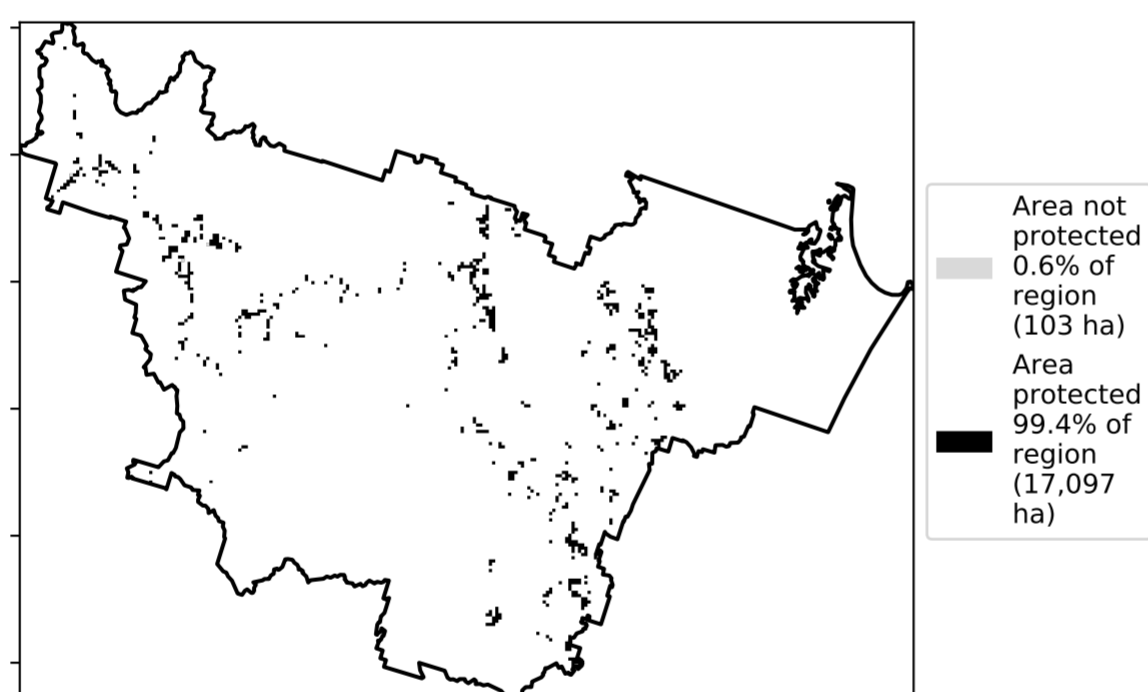 Area not
protected
0.6% of
region
(103 ha)
Area
protected
99.4% of
region
(17,097
ha)